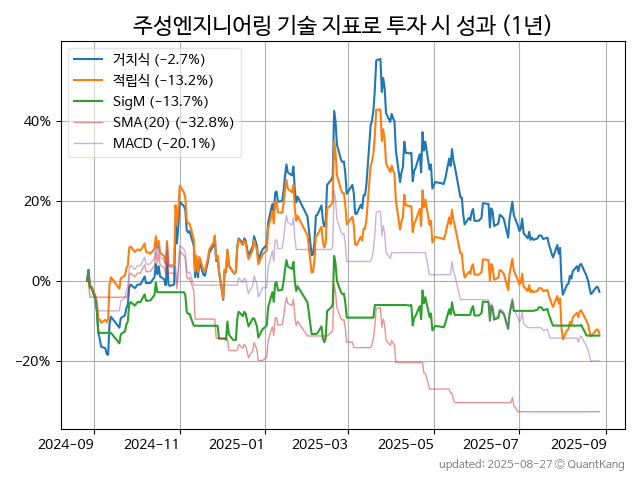 주성엔지니어링 기술 지표로 투자 시 성과 (1년)
거치식 (−2.7%)
적립식 (−13.2%)
SigM (−13.7%)
SMA(20) (−32.8%)
MACD (−20.1%)
40%
20%
0%
−20%
2024-09 2024-11 2025-01 2025-03 2025-05 2025-07 2025-09
updated: 2025-08-27 © QuantKang